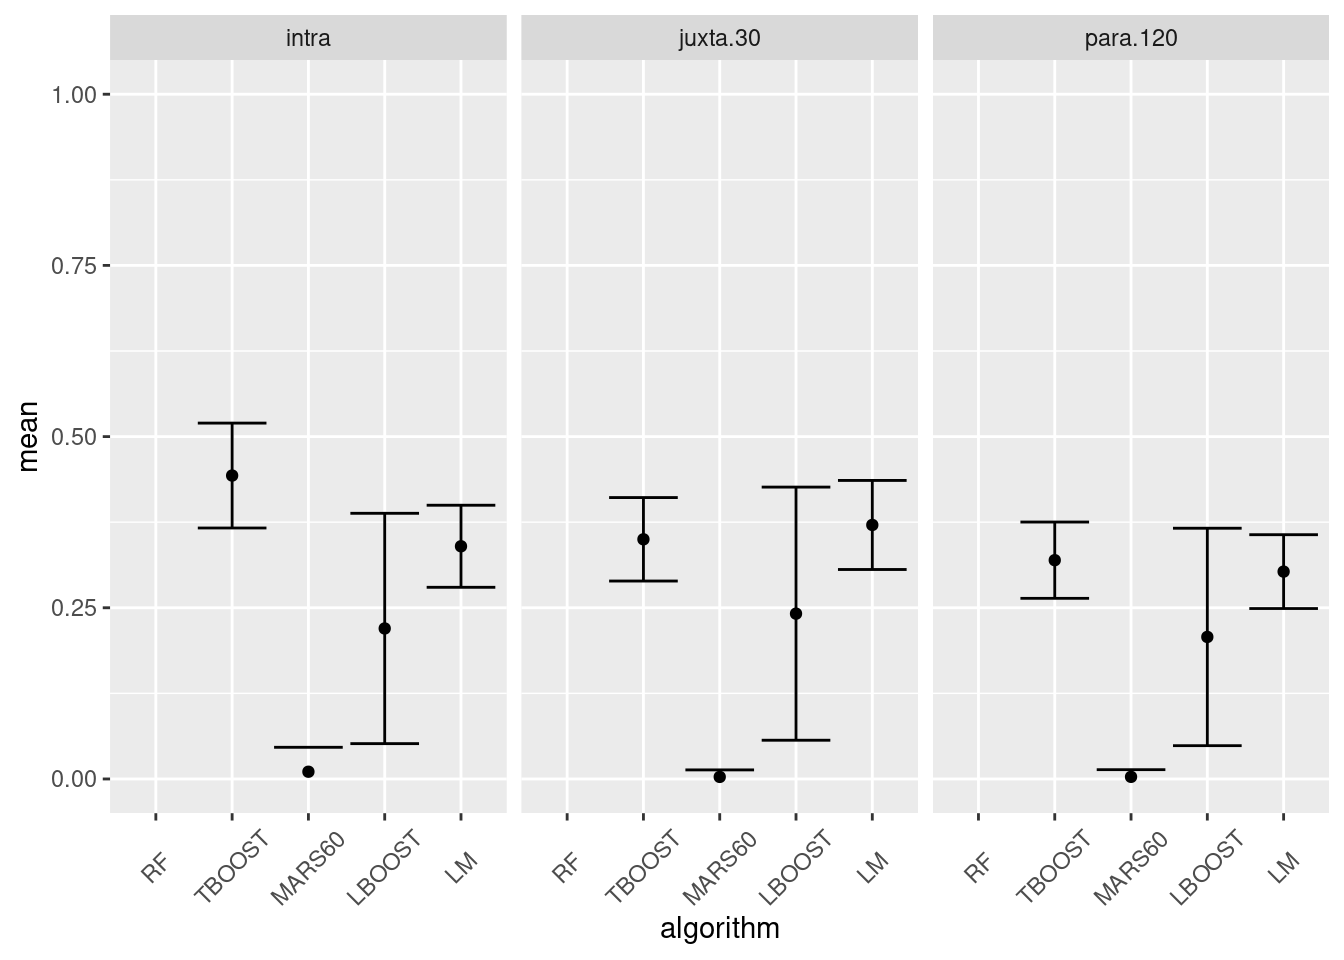 intra juxta.30 para.120
1.00
0.75
0.50
0.25
0.00
mean
RF TBOOST MARS60 LBOOST LM RF TBOOST MARS60 LBOOST LM RF TBOOST MARS60 LBOOST LM
algorithm